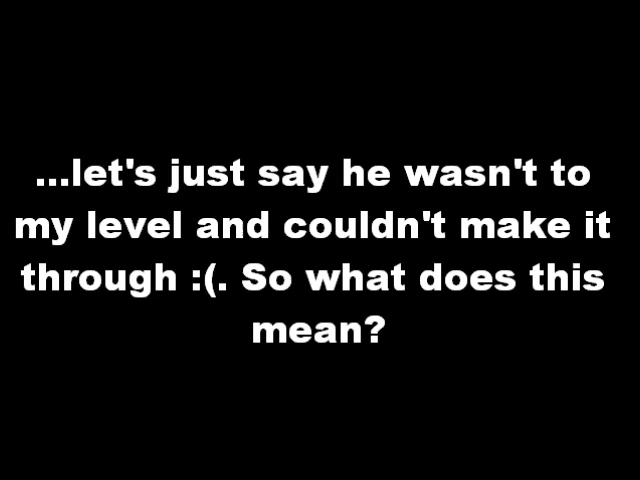 ...let's just say he wasn't to
my level and couldn't make it
through :(. So what does this
mean?